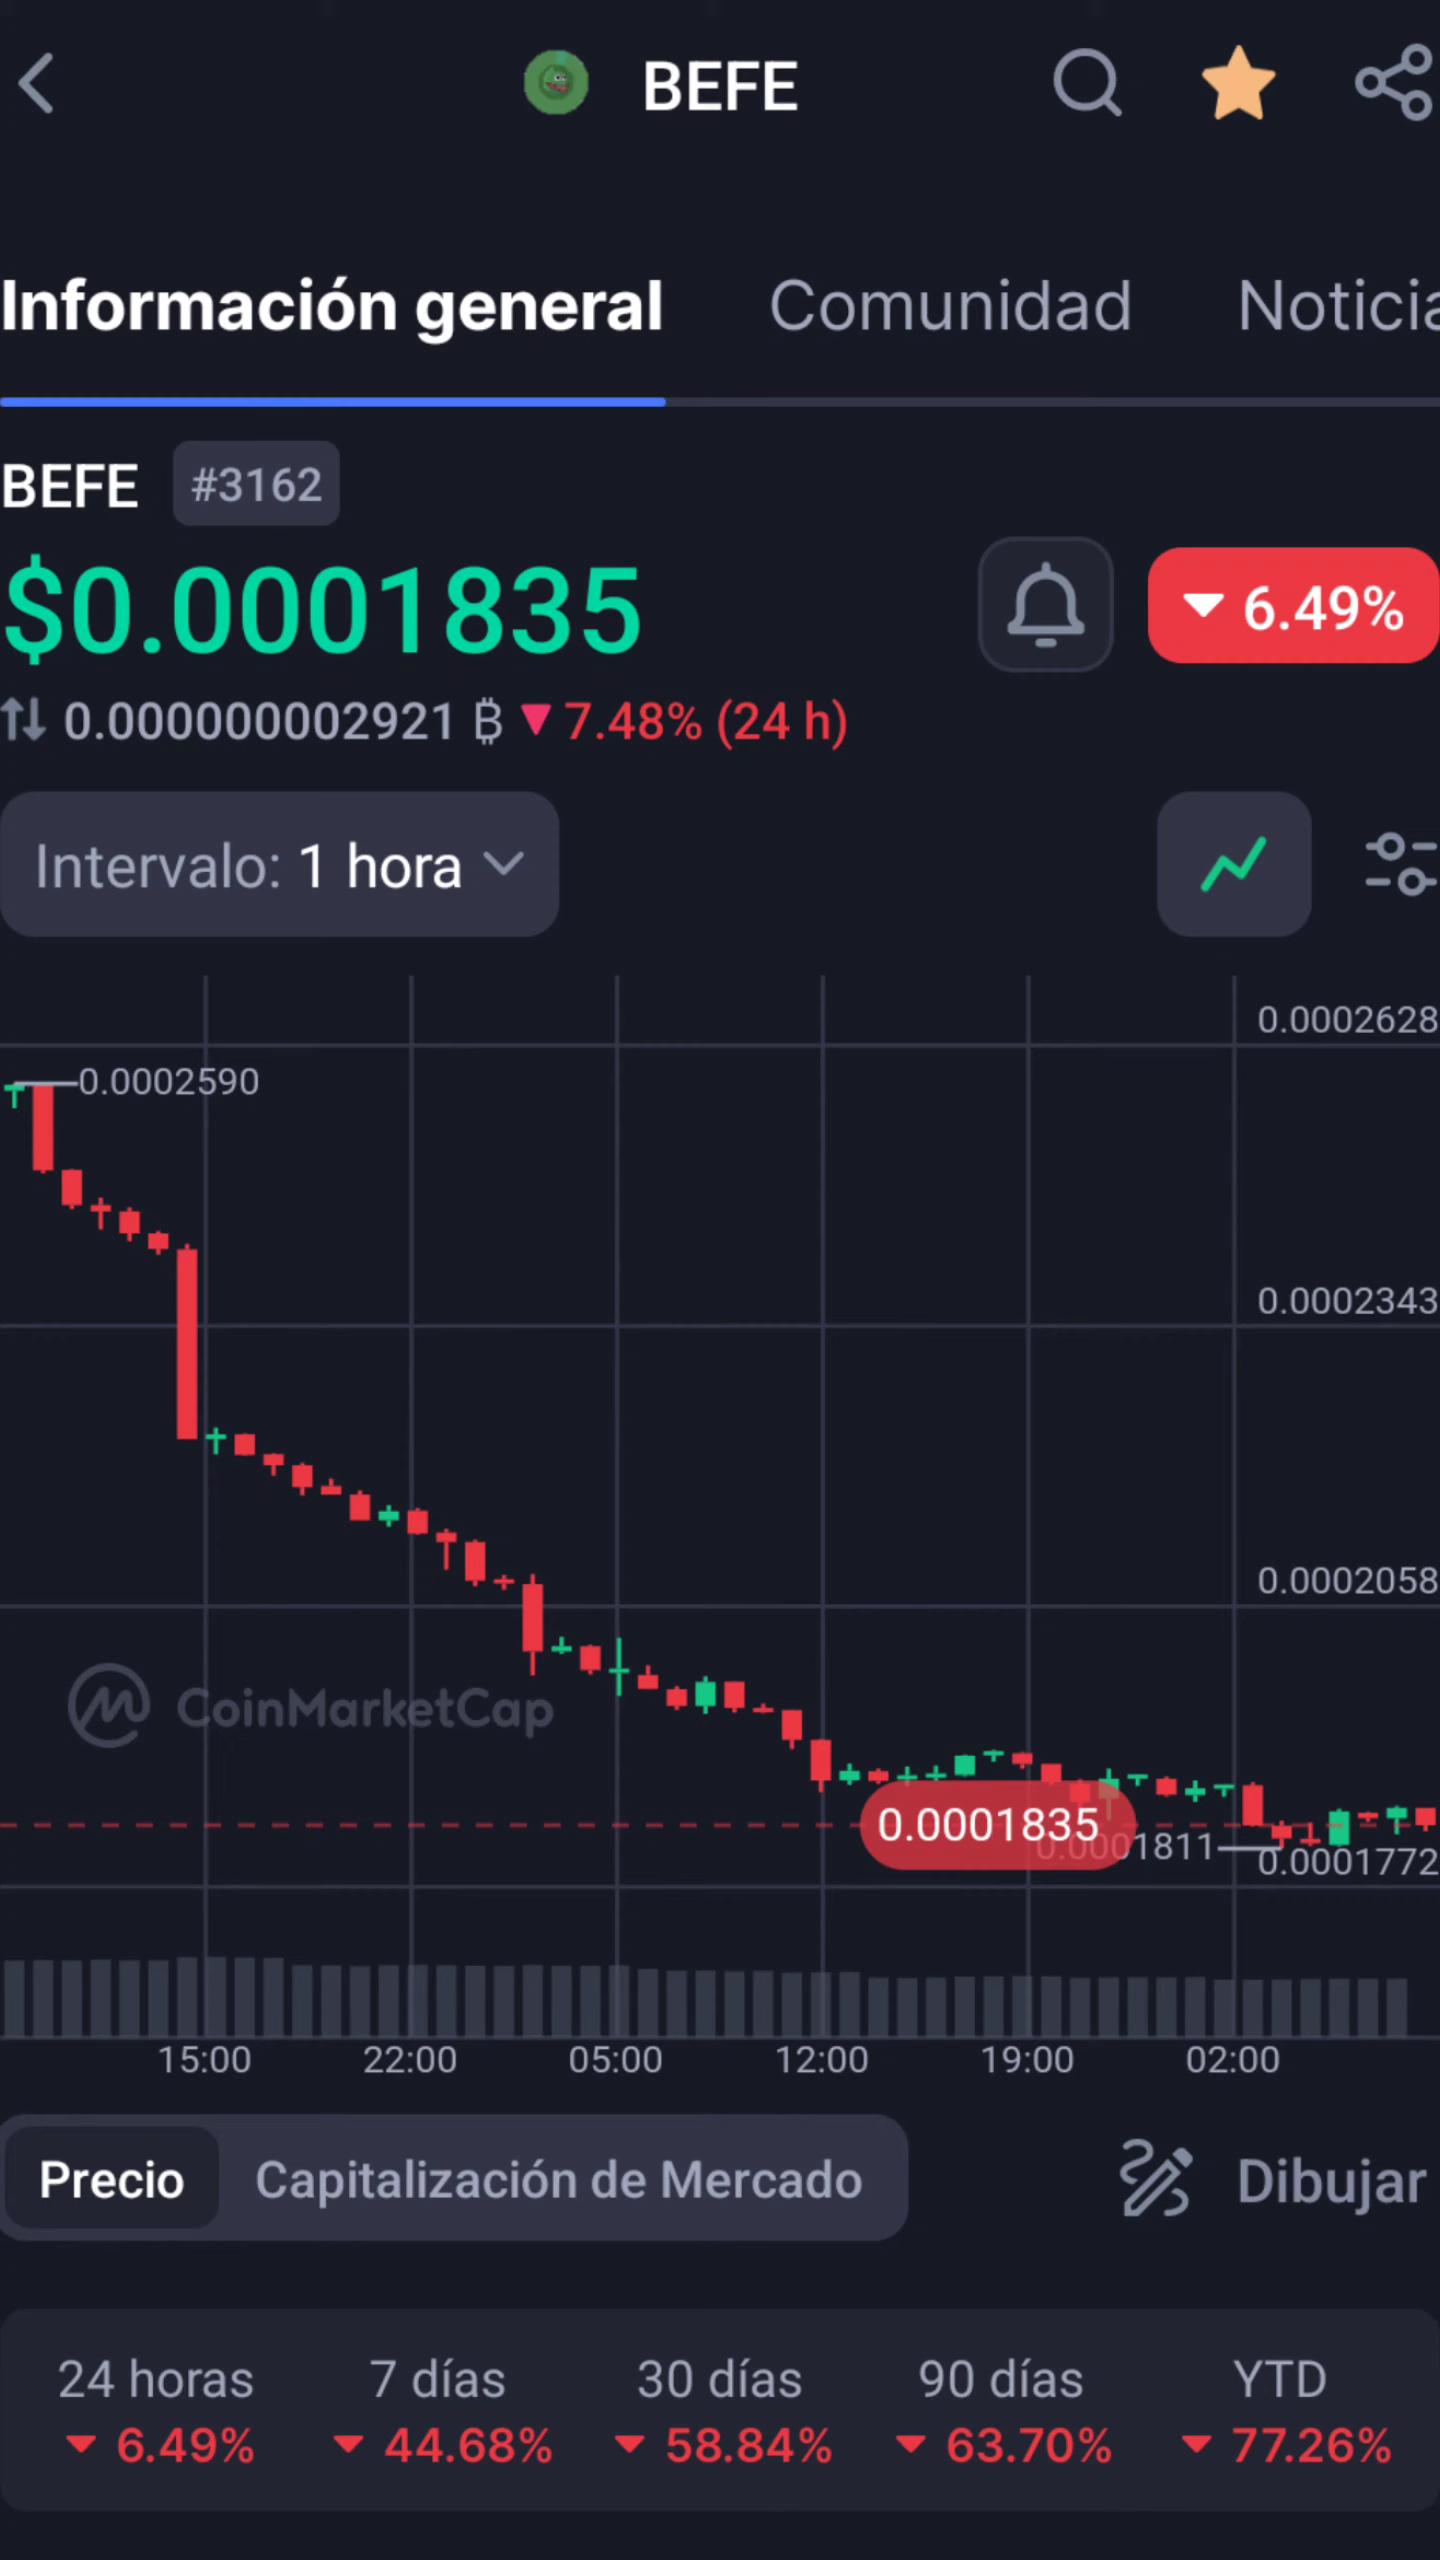 BEFE
Información general Comunidad Noticia
BEFE #3162
$0.0001835
6.49%
0.000000002921 ₿ 7.48% (24 h)
Intervalo: 1 hora
0.0002628
0.0002590
0.0002343
0.0002058
CoinMarketCap
0.0001835
0.0001811
0.0001772
15:00 22:00 05:00 12:00 19:00 02:00
Precio Capitalización de Mercado Dibujar
24 horas 7 días 30 días 90 días YTD
6.49% 44.68% 58.84% 63.70% 77.26%